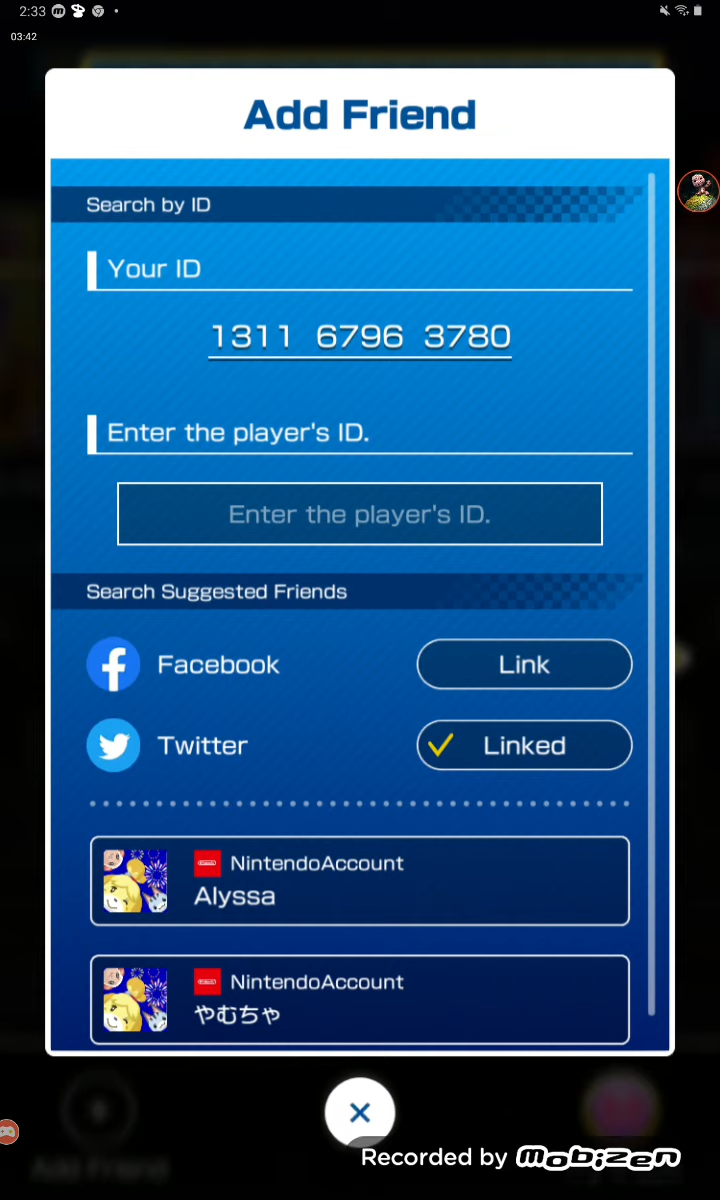 2:33
03:42
Add Friend
Search by ID
Your ID
1311 6796 3780
Enter the player's ID.
Enter the player's ID.
Search Suggested Friends
Facebook Link
Twitter Linked
NintendoAccount
Alyssa
NintendoAccount
やむちゃ
Add Friend
Recorded by mobizen